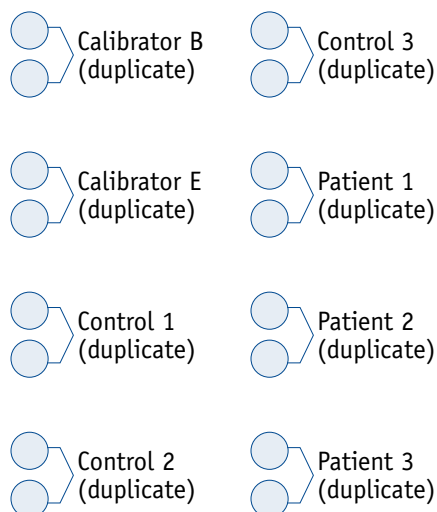 Calibrator B
(duplicate)
Calibrator E
(duplicate)
Control 1
(duplicate)
Control 2
(duplicate)
Control 3
(duplicate)
Patient 1
(duplicate)
Patient 2
(duplicate)
Patient 3
(duplicate)